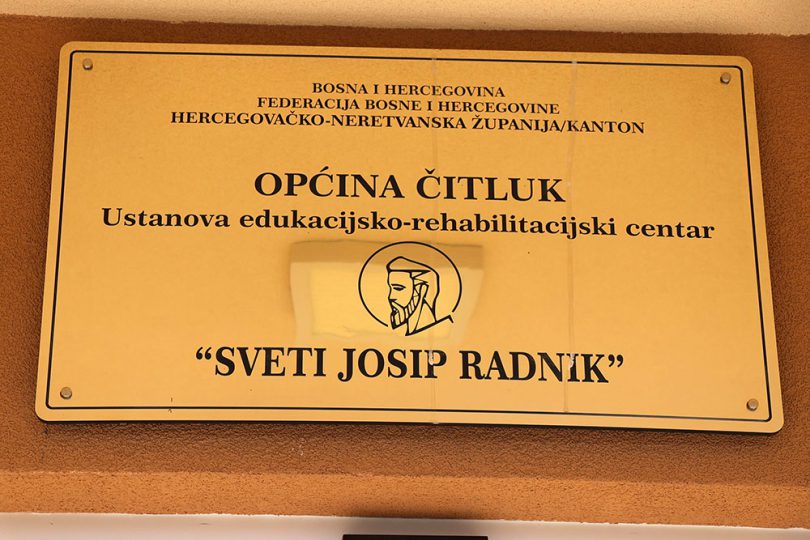 BOSNA I HERCEGOVINA
FEDERACIJA BOSNE I HERCEGOVINE
HERCEGOVAČKO-NERETVANSKA ŽUPANIJA/KANTON
OPĆINA ČITLUK
Ustanova edukacijsko-rehabilitacijski centar
“SVETI JOSIP RADNIK”